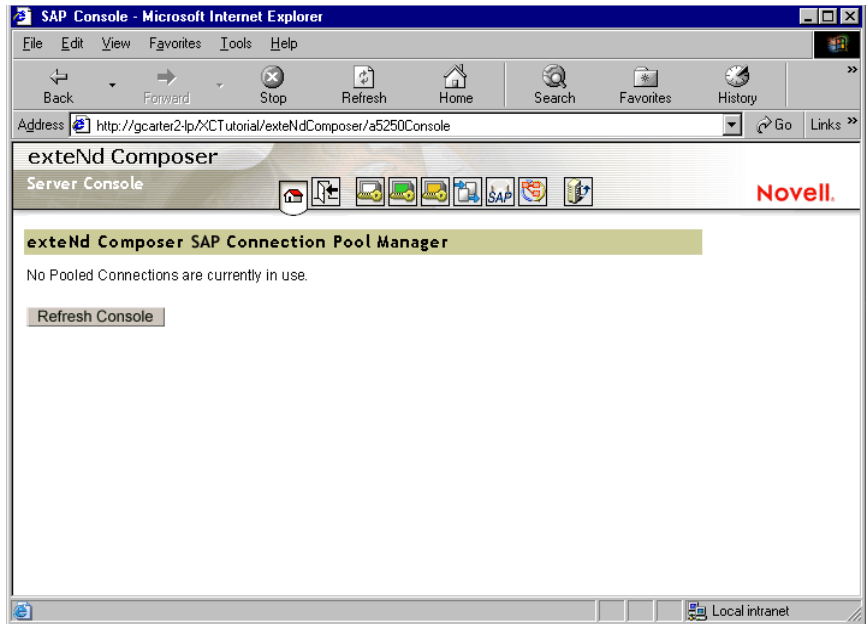 SAP Console - Microsoft Internet Explorer
File Edit View Favorites Tools Help
Back Forward Stop Refresh Home Search Favorites History »
Address http://gcarter2-lp/XCTutorial/exteNdComposer/a5250Console Go Links »
exteNd Composer
Server Console
SAP
Novell.
exteNd Composer SAP Connection Pool Manager
No Pooled Connections are currently in use.
Refresh Console
Local intranet